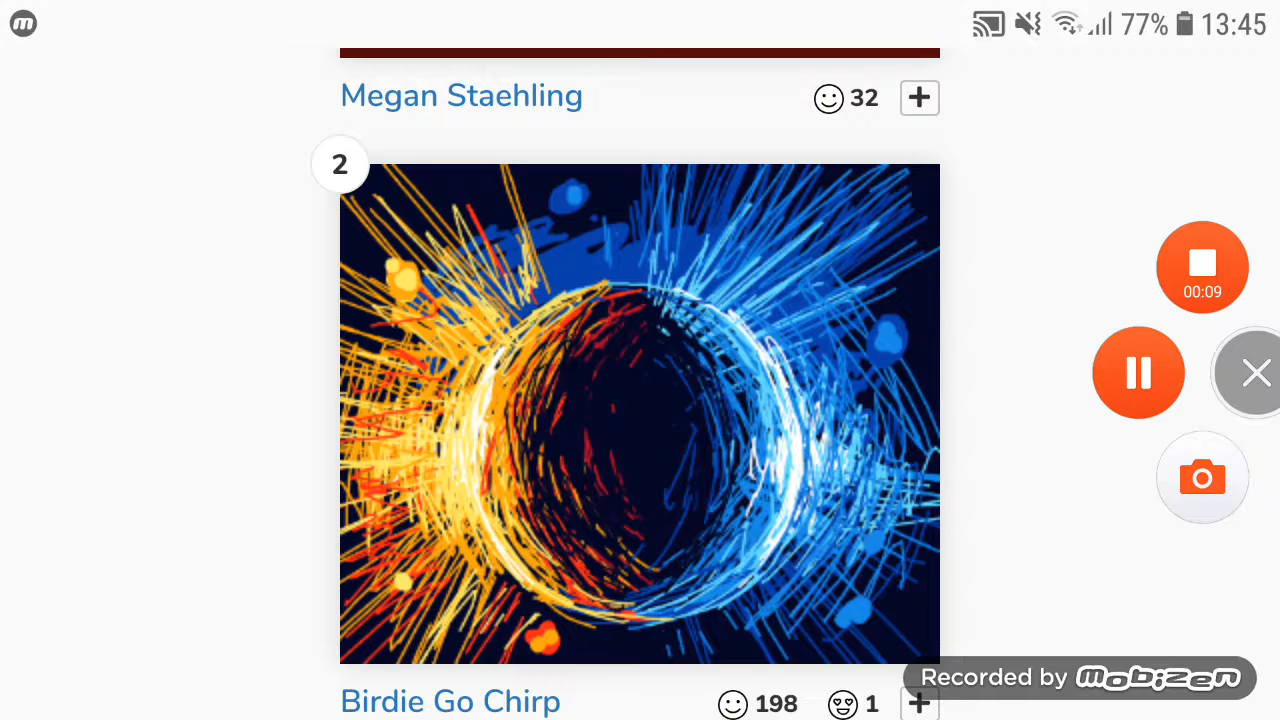 m
77% 13:45
Megan Staehling
32
2
00:09
Recorded by mobizen
Birdie Go Chirp
198 1